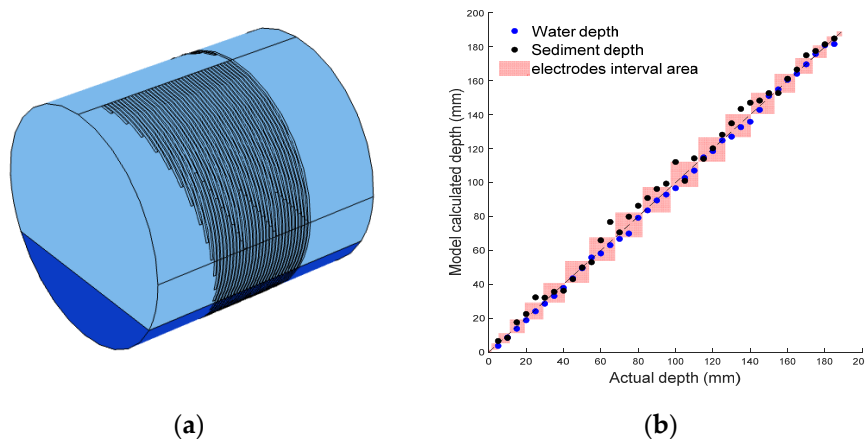 200
180
160
140
120
100
80
60
40
20
0
Model calculated depth (mm)
Water depth
Sediment depth
electrodes interval area
0 20 40 60 80 100 120 140 160 180 20
Actual depth (mm)
(a) (b)